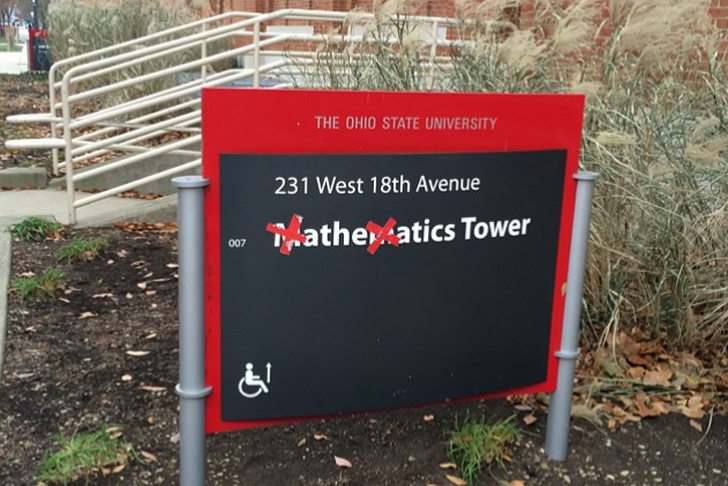 THE OHIO STATE UNIVERSITY
231 West 18th Avenue
007 Mathematics Tower